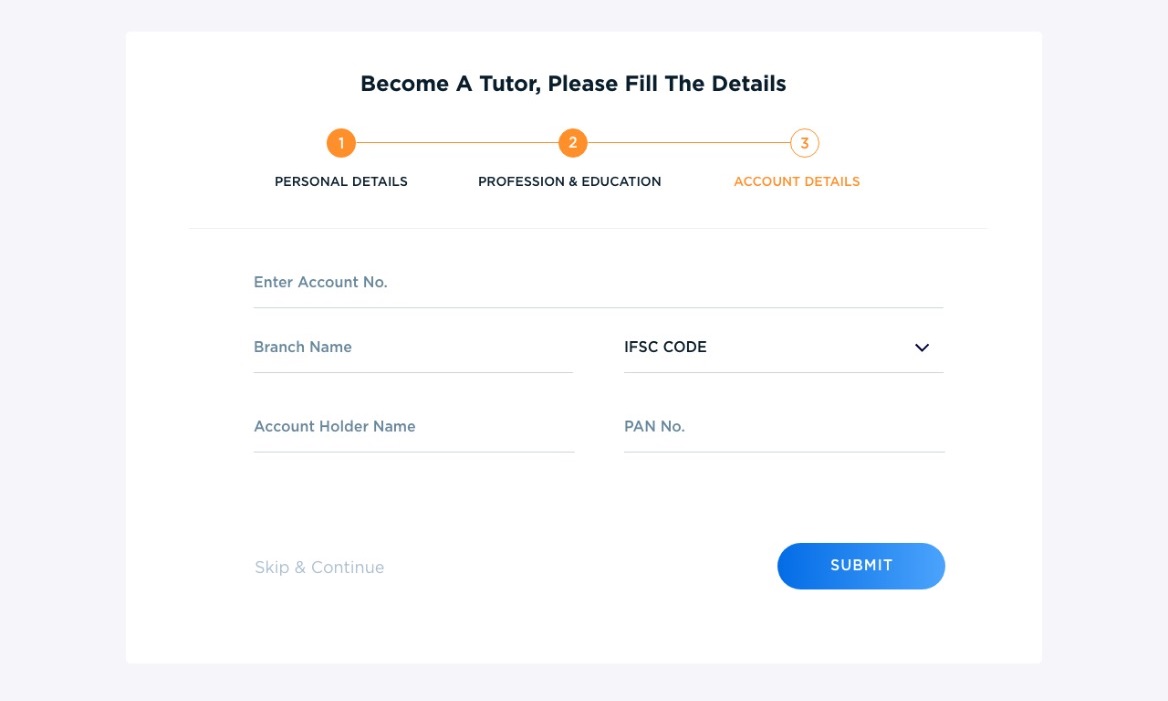 Become A Tutor, Please Fill The Details
1 2 3
PERSONAL DETAILS PROFESSION & EDUCATION ACCOUNT DETAILS
Enter Account No.
Branch Name IFSC CODE
Account Holder Name PAN No.
Skip & Continue SUBMIT